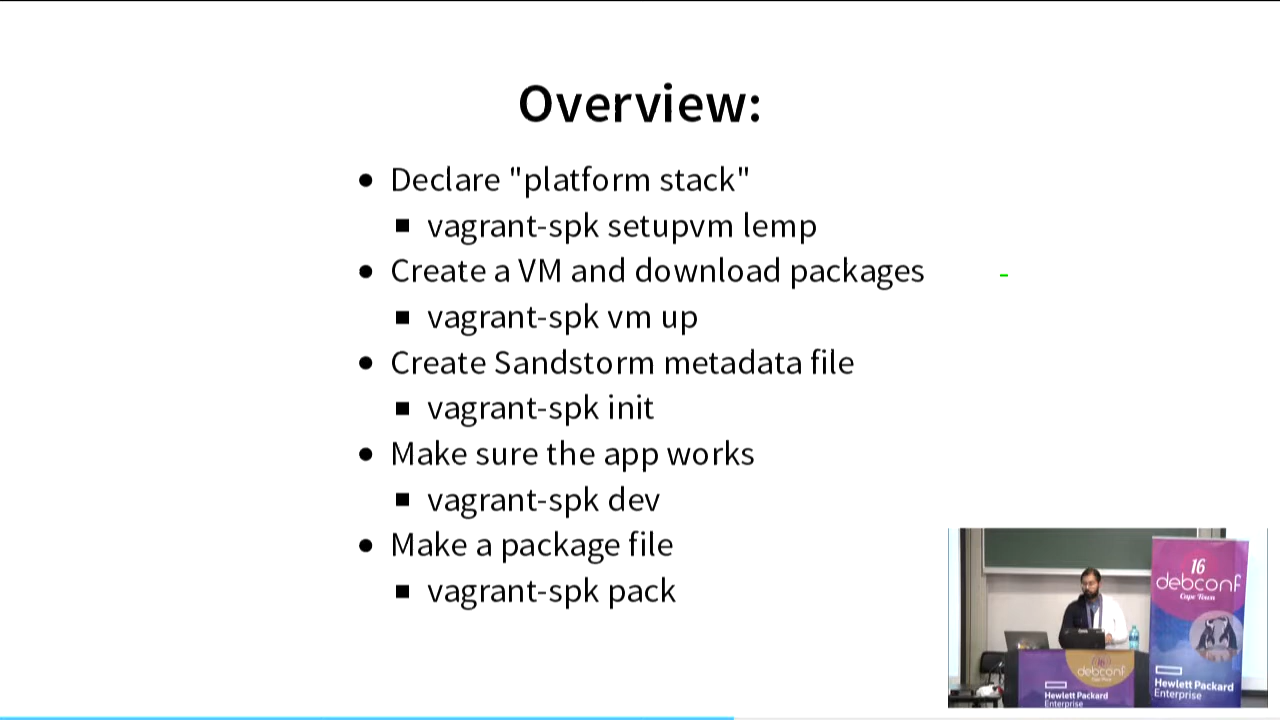 Overview:
Declare "platform stack"
vagrant-spk setupvm lemp
Create a VM and download packages
vagrant-spk vm up
Create Sandstorm metadata file
vagrant-spk init
Make sure the app works
vagrant-spk dev
Make a package file
vagrant-spk pack
16
debconf
Cape Town
Hewlett Packard
Enterprise
debconf
Hewlett Packard
Enterprise